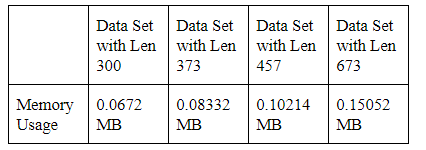 Data Set with Len 300
Data Set with Len 373
Data Set with Len 457
Data Set with Len 673
Memory Usage
0.0672 MB
0.08332 MB
0.10214 MB
0.15052 MB